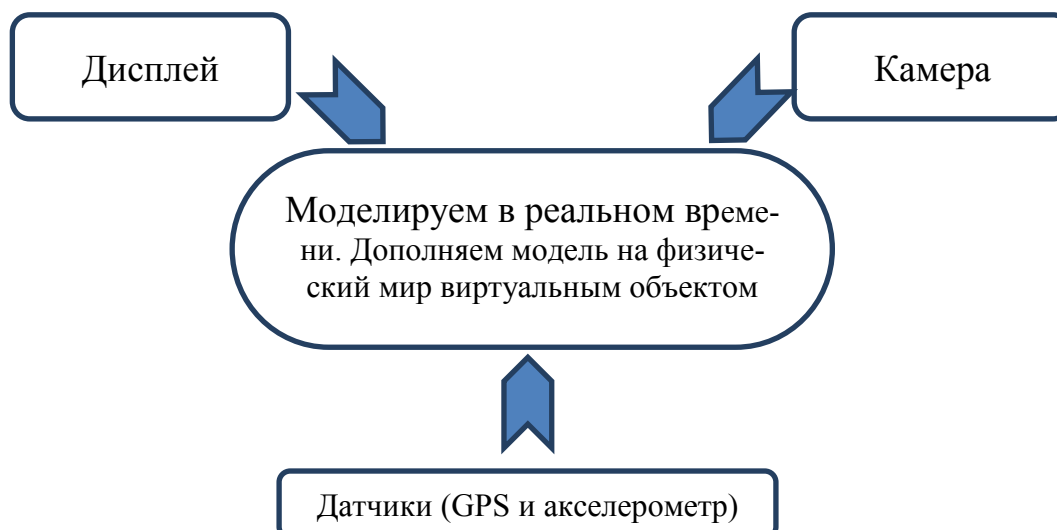 Дисплей
Камера
Моделируем в реальном време-
ни. Дополняем модель на физиче-
ский мир виртуальным объектом
Датчики (GPS и акселерометр)